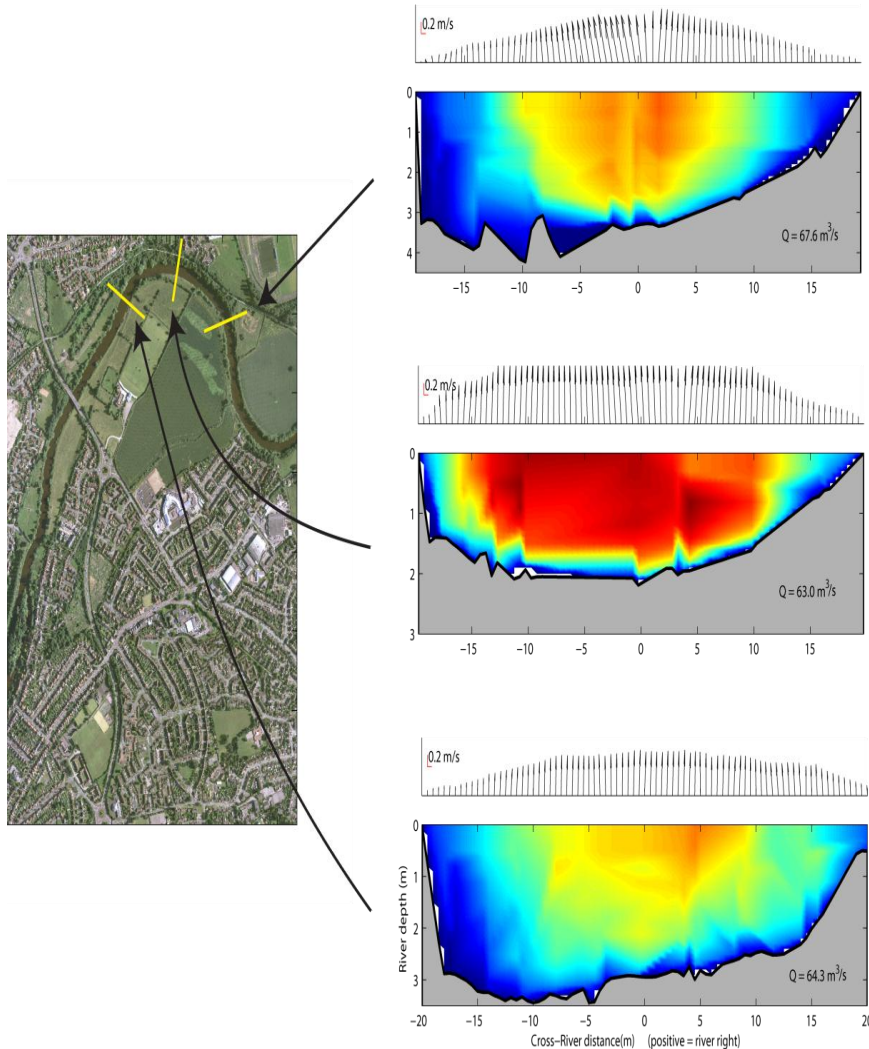 0.2 m/s
0
1
2
3
4
Q = 67.6 m³/s
−15 −10 −5 0 5 10 15
0.2 m/s
0
1
2
3
Q = 63.0 m³/s
−15 −10 −5 0 5 10 15
0.2 m/s
0
1
2
3
River depth (m)
Q = 64.3 m³/s
−20 −15 −10 −5 0 5 10 15 20
Cross−River distance(m) (positive = river right)